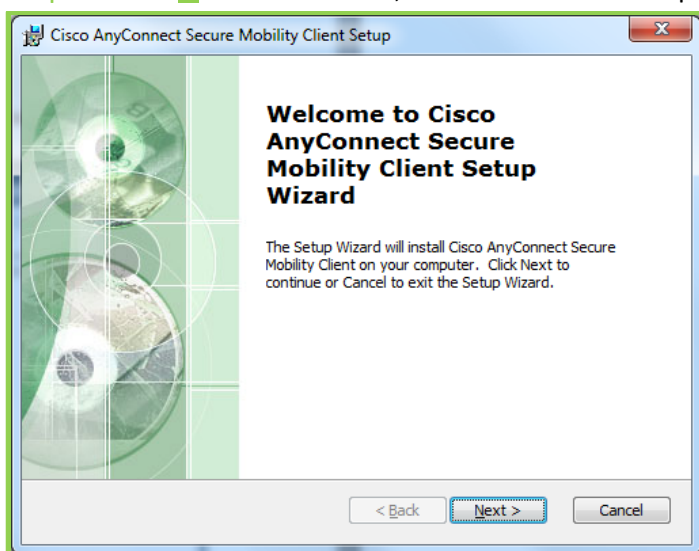 Cisco AnyConnect Secure Mobility Client Setup
Welcome to Cisco
AnyConnect Secure
Mobility Client Setup
Wizard
The Setup Wizard will install Cisco AnyConnect Secure
Mobility Client on your computer.  Click Next to
continue or Cancel to exit the Setup Wizard.
< Back
Next >
Cancel